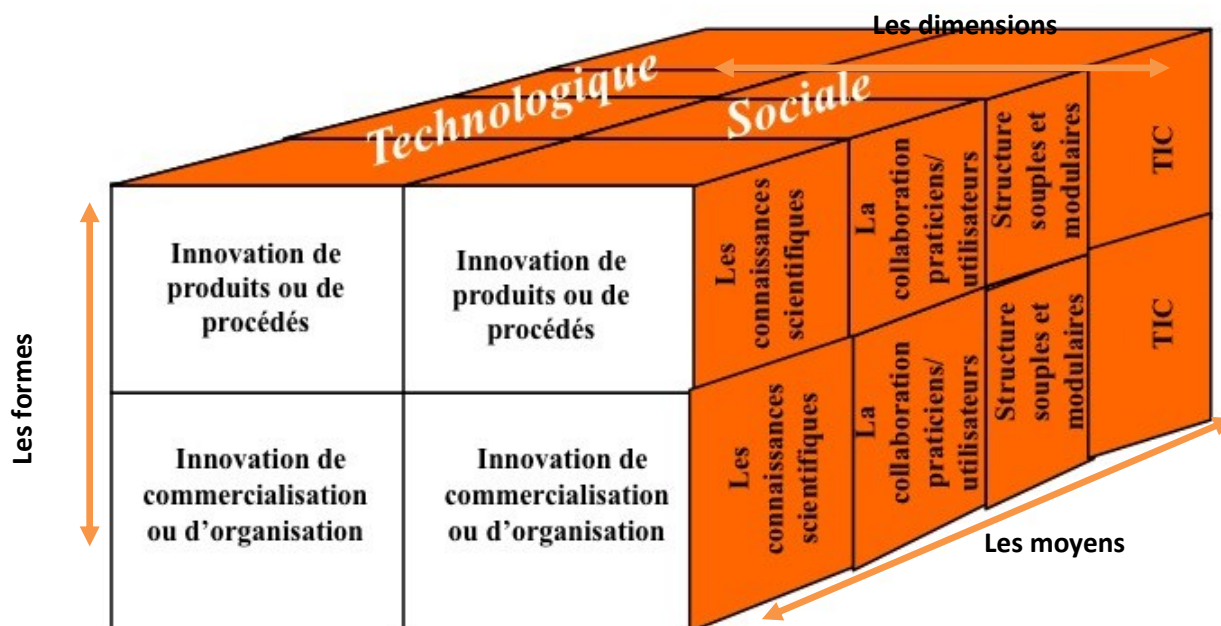 Les dimensions
Technologique
Sociale
Les formes
Innovation de
produits ou de
procédés
Innovation de
produits ou de
procédés
Les
connaissances
scientifiques
La
collaboration
praticiens/
utilisateurs
Structure
souples et
modulaires
TIC
Innovation de
commercialisation
ou d’organisation
Innovation de
commercialisation
ou d’organisation
Les
connaissances
scientifiques
La
collaboration
praticiens/
utilisateurs
Structure
souples et
modulaires
TIC
Les moyens